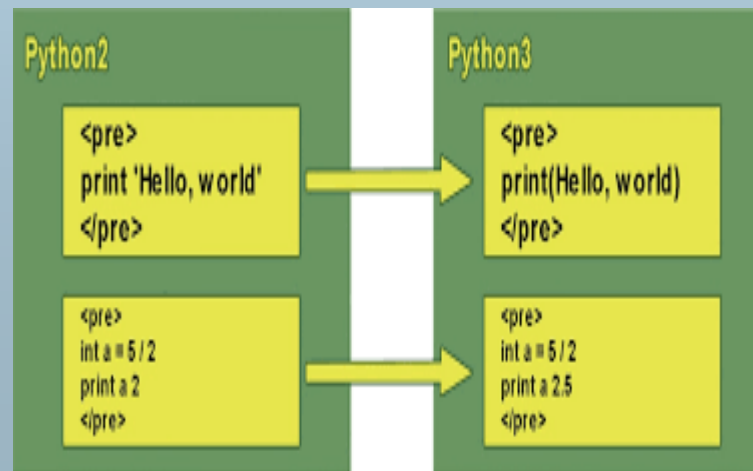 Python2
<pre>
print 'Hello, world'
</pre>
<pre>
int a = 5 / 2
print a 2
</pre>
Python3
<pre>
print(Hello, world)
</pre>
<pre>
int a = 5 / 2
print a 2.5
</pre>